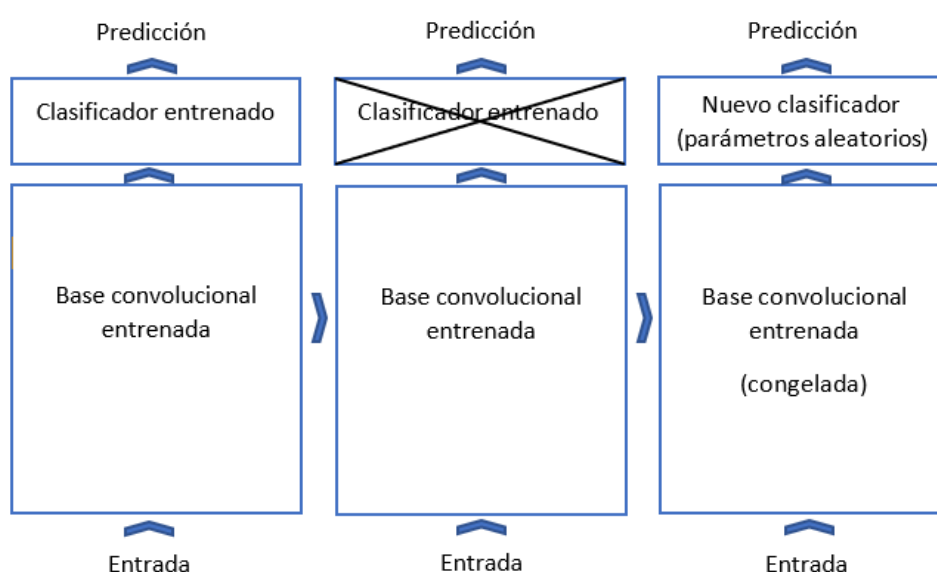 Predicción
Clasificador entrenado
Base convolucional
entrenada
Entrada
Predicción
Clasificador entrenado
Base convolucional
entrenada
Entrada
Predicción
Nuevo clasificador
(parámetros aleatorios)
Base convolucional
entrenada
(congelada)
Entrada